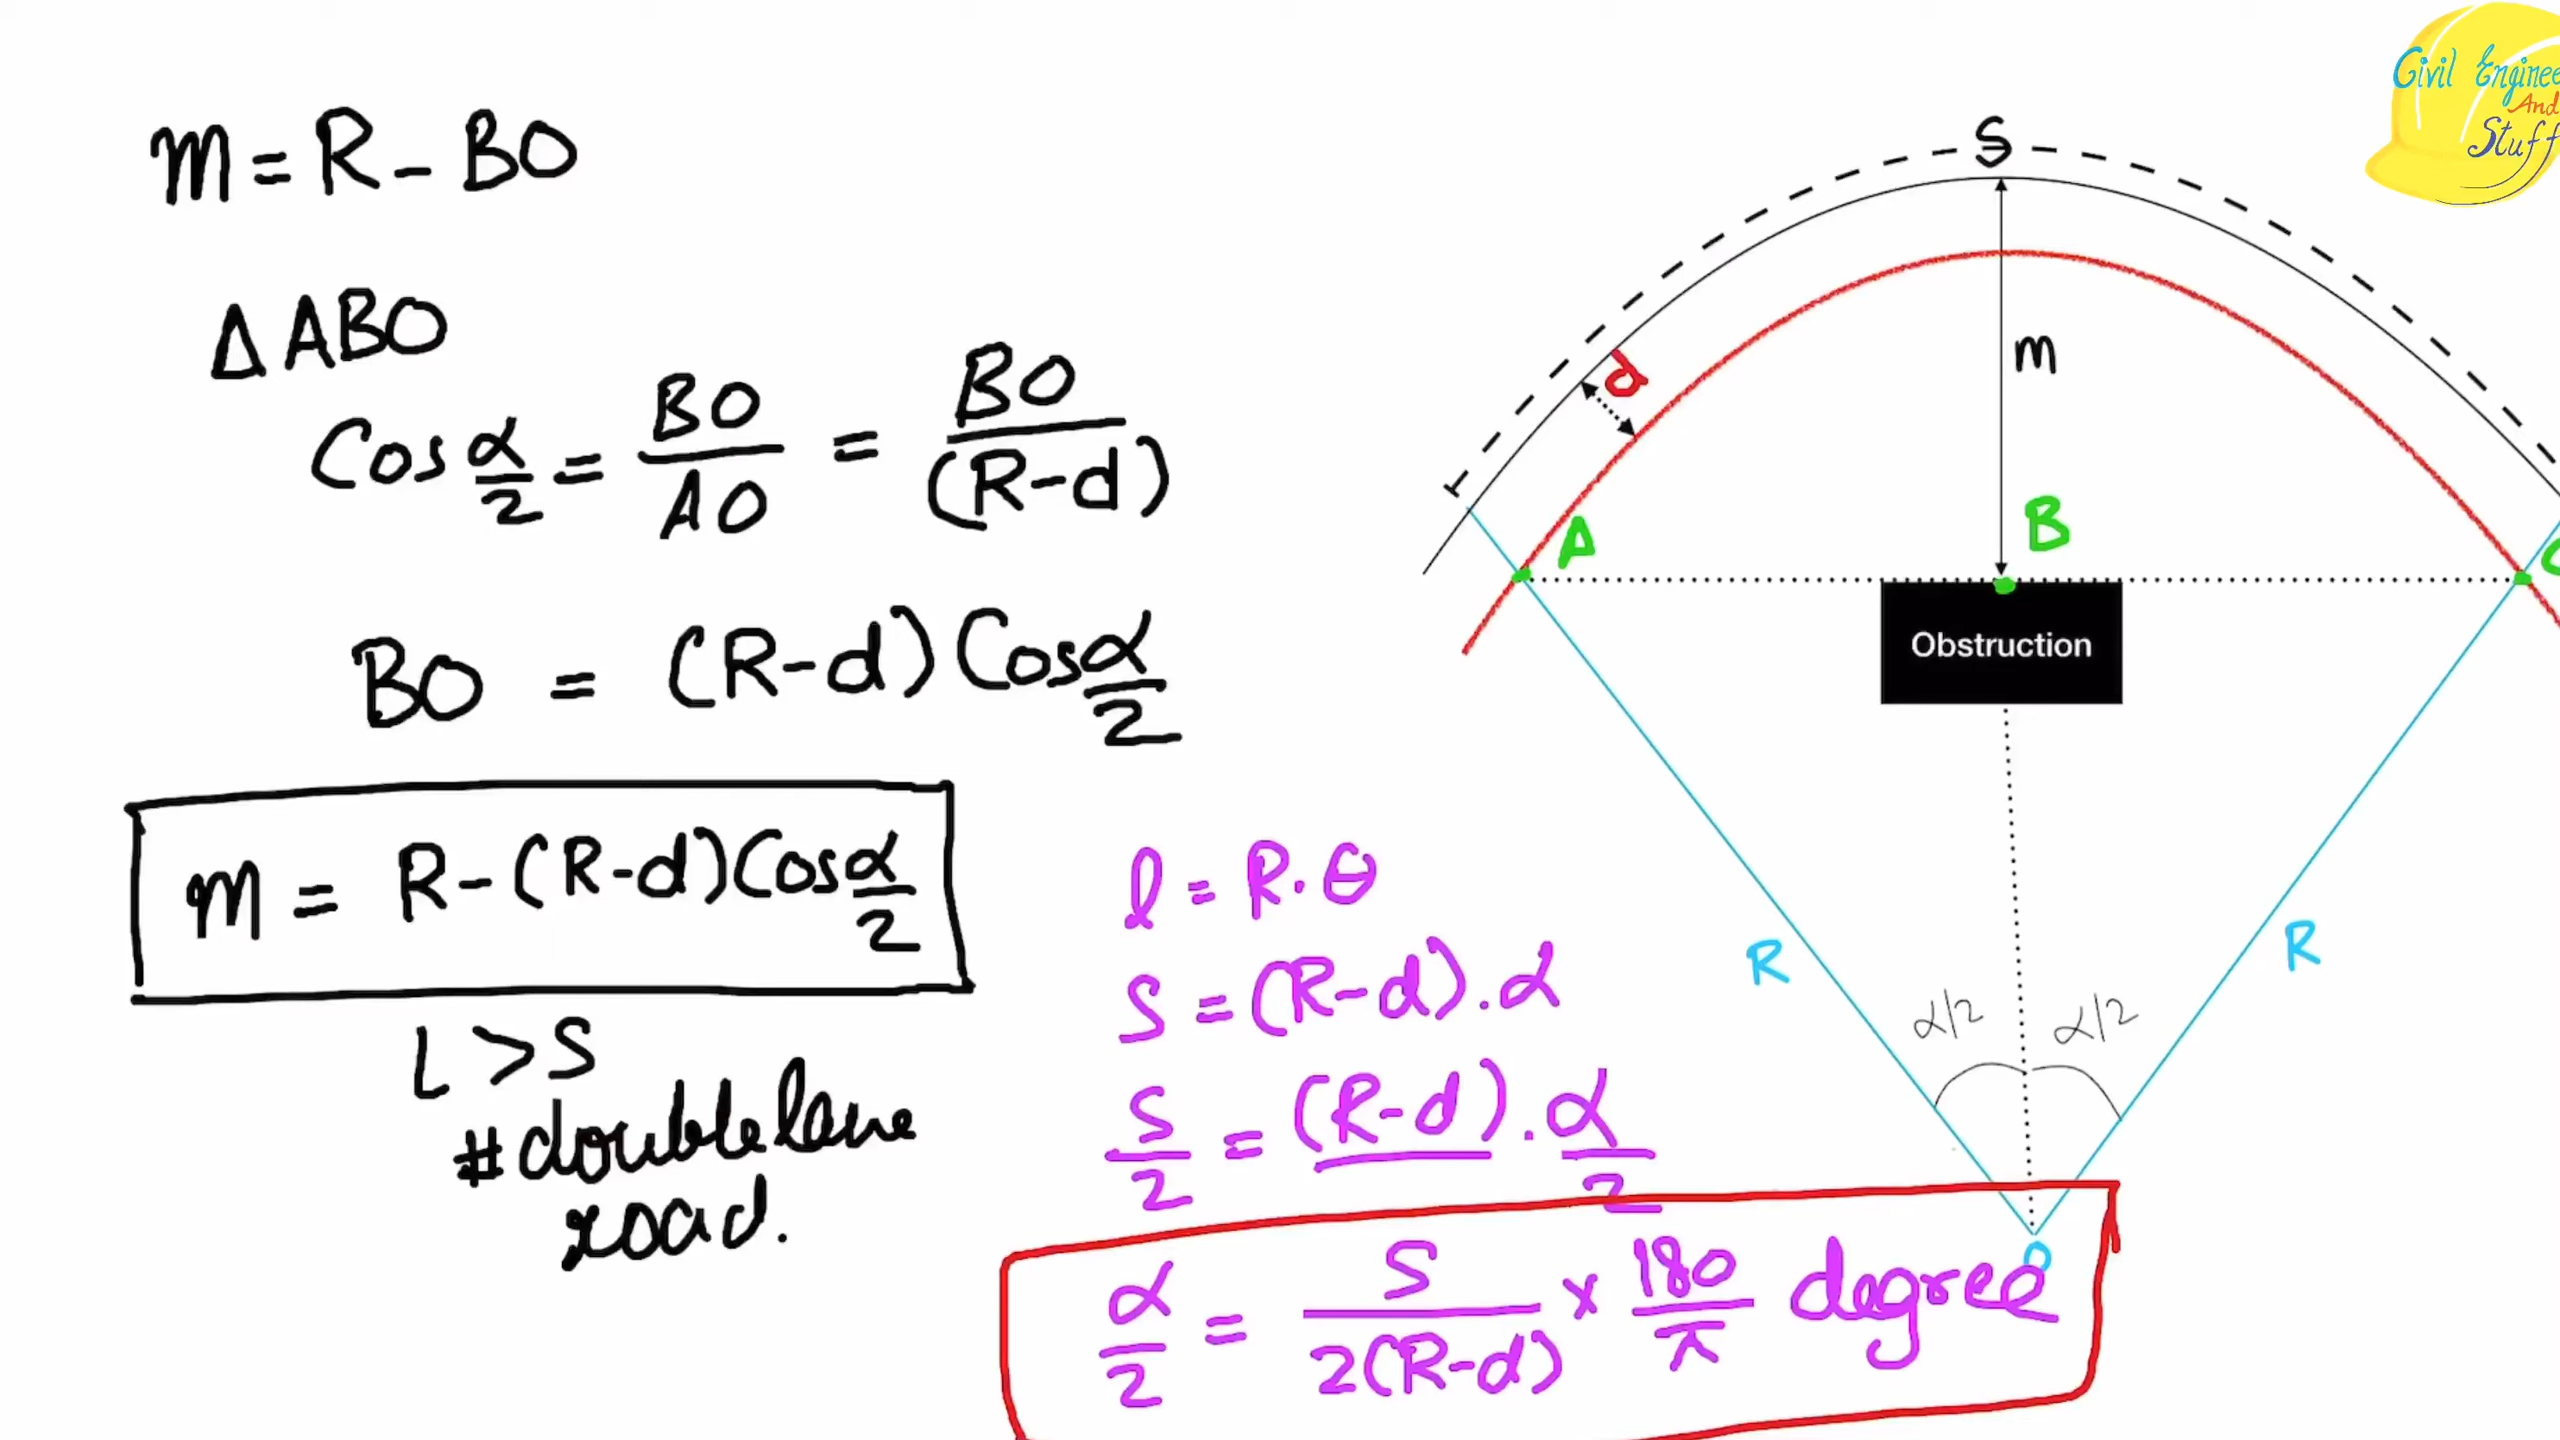 m = R - BO
Δ ABO
Cos α/2 = BO/AO = BO/(R-d)
BO = (R-d) Cos α/2
m = R - (R-d) Cos α/2
L > S
# double lane
road.
l = R . θ
S = (R-d) . α
S/2 = (R-d) . α/2
α/2 = S/2(R-d) × 180/π degree
S
d
m
A
B
Obstruction
R
R
α/2
α/2
O
Civil Enginee
And
Stuff